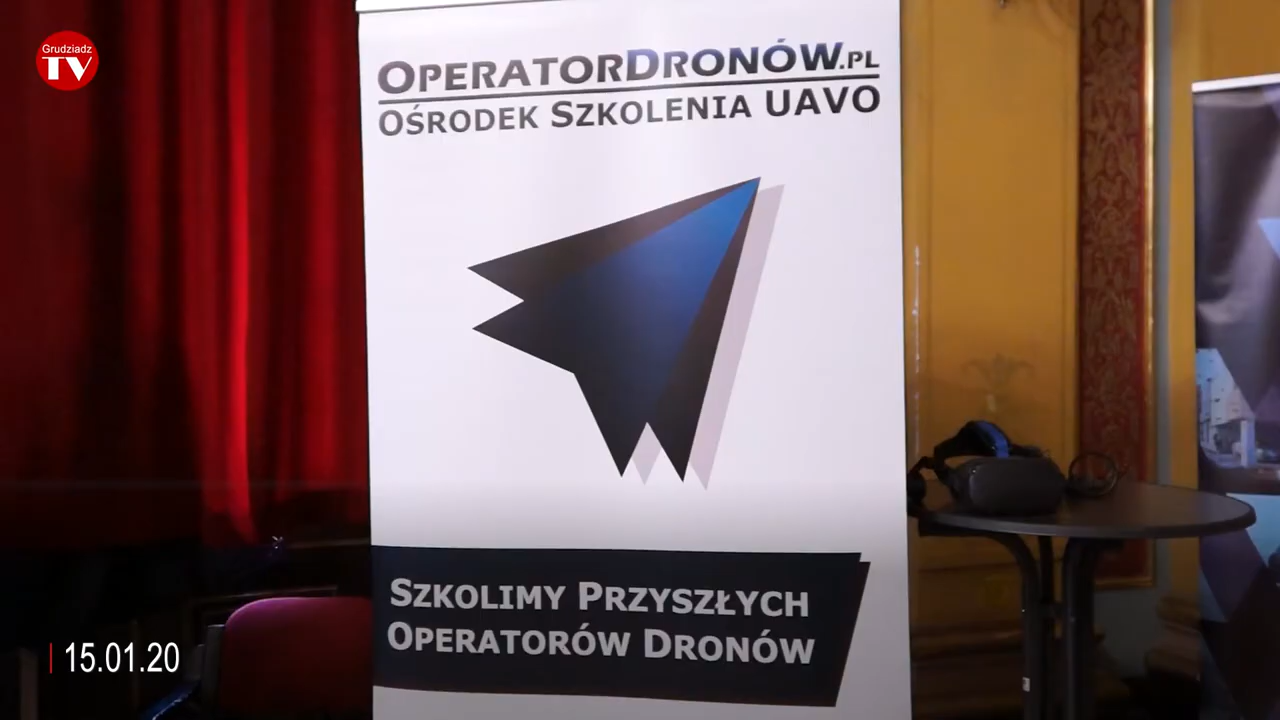 Grudziadz
TV
OPERATORDRONÓW.PL
OŚRODEK SZKOLENIA UAVO
SZKOLIMY PRZYSZŁYCH
OPERATORÓW DRONÓW
15.01.20